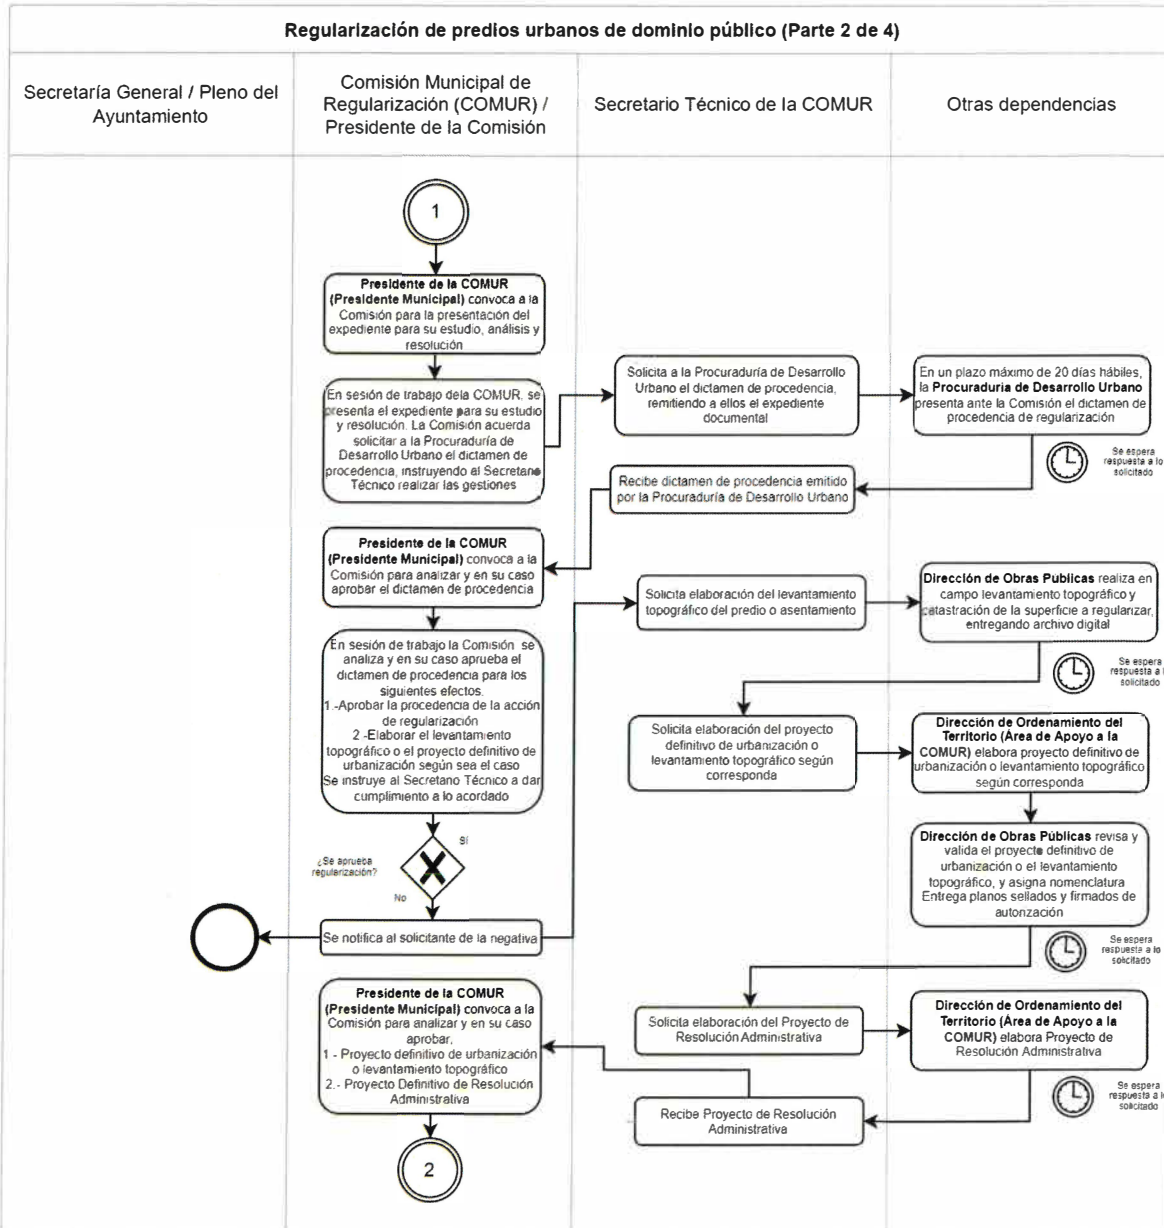 Regularización de predios urbanos de dominio público (Parte 2 de 4)
Secretaría General / Pleno del
Ayuntamiento
Comisión Municipal de
Regularización (COMUR) /
Presidente de la Comisión
Secretario Técnico de la COMUR
Otras dependencias
1
Presidente de la COMUR
(Presidente Municipal) convoca a la
Comisión para la presentación del
expediente para su estudio, análisis y
resolución
En sesión de trabajo dela COMUR, se
presenta el expediente para su estudio
y resolución. La Comisión acuerda
solicitar a la Procuraduría de
Desarrollo Urbano el dictamen de
procedencia, instruyendo al Secretano
Técnico realizar las gestiones
Solicita a la Procuraduría de Desarrollo
Urbano el dictamen de procedencia,
remitiendo a ellos el expediente
documental
En un plazo máximo de 20 días hábiles,
la Procuraduria de Desarrollo Urbano
presenta ante la Comisión el dictamen de
procedencia de regularización
Se espera
respuesta a lo
solicitado
Recibe dictamen de procedencia emitido
por la Procuraduría de Desarrollo Urbano
Presidente de la COMUR
(Presidente Municipal) convoca a la
Comisión para analizar y en su caso
aprobar el dictamen de procedencia
Solicita elaboración del levantamiento
topográfico del predio o asentamiento
Dirección de Obras Publicas realiza en
campo levantamiento topográfico y
catastración de la superficie a regularizar,
entregando archivo digital
Se espera
respuesta a l
solicitado
En sesión de trabajo la Comisión se
analiza y en su caso aprueba el
dictamen de procedencia para los
siguientes efectos.
1.-Aprobar la procedencia de la acción
de regularización
2 -Elaborar el levantamiento
topográfico o el proyecto definitivo de
urbanización según sea el caso
Se instruye al Secretano Técnico a dar
cumplimiento a lo acordado
Solicita elaboración del proyecto
definitivo de urbanización o
levantamiento topográfico según
corresponda
Dirección de Ordenamiento del
Territorio (Área de Apoyo a la
COMUR) elabora proyecto definitivo de
urbanización o levantamiento topográfico
según corresponda
Dirección de Obras Públicas revisa y
valida el proyecto definitivo de
urbanización o el levantamiento
topográfico, y asigna nomenclatura
Entrega planos sellados y firmados de
autonzación
Se espera
respuesta a lo
solicitado
¿Se aprueba
regularización?
Sí
No
Se notifica al solicitante de la negativa
Presidente de la COMUR
(Presidente Municipal) convoca a la
Comisión para analizar y en su caso
aprobar,
1 - Proyecto definitivo de urbanización
o levantamiento topográfico
2.- Proyecto Definitivo de Resolución
Administrativa
Solicita elaboración del Proyecto de
Resolución Administrativa
Dirección de Ordenamiento del
Territorio (Área de Apoyo a la
COMUR) elabora Proyecto de
Resolución Administrativa
Se espera
respuesta a l
solicitado
Recibe Proyecto de Resolución
Administrativa
2